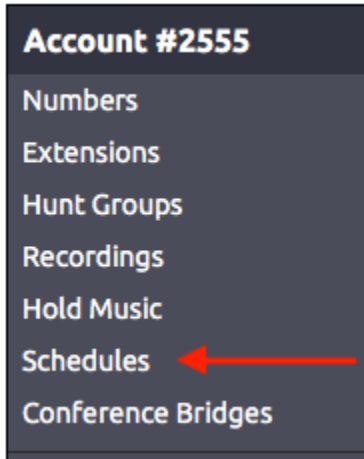 Account #2555
Numbers
Extensions
Hunt Groups
Recordings
Hold Music
Schedules
Conference Bridges